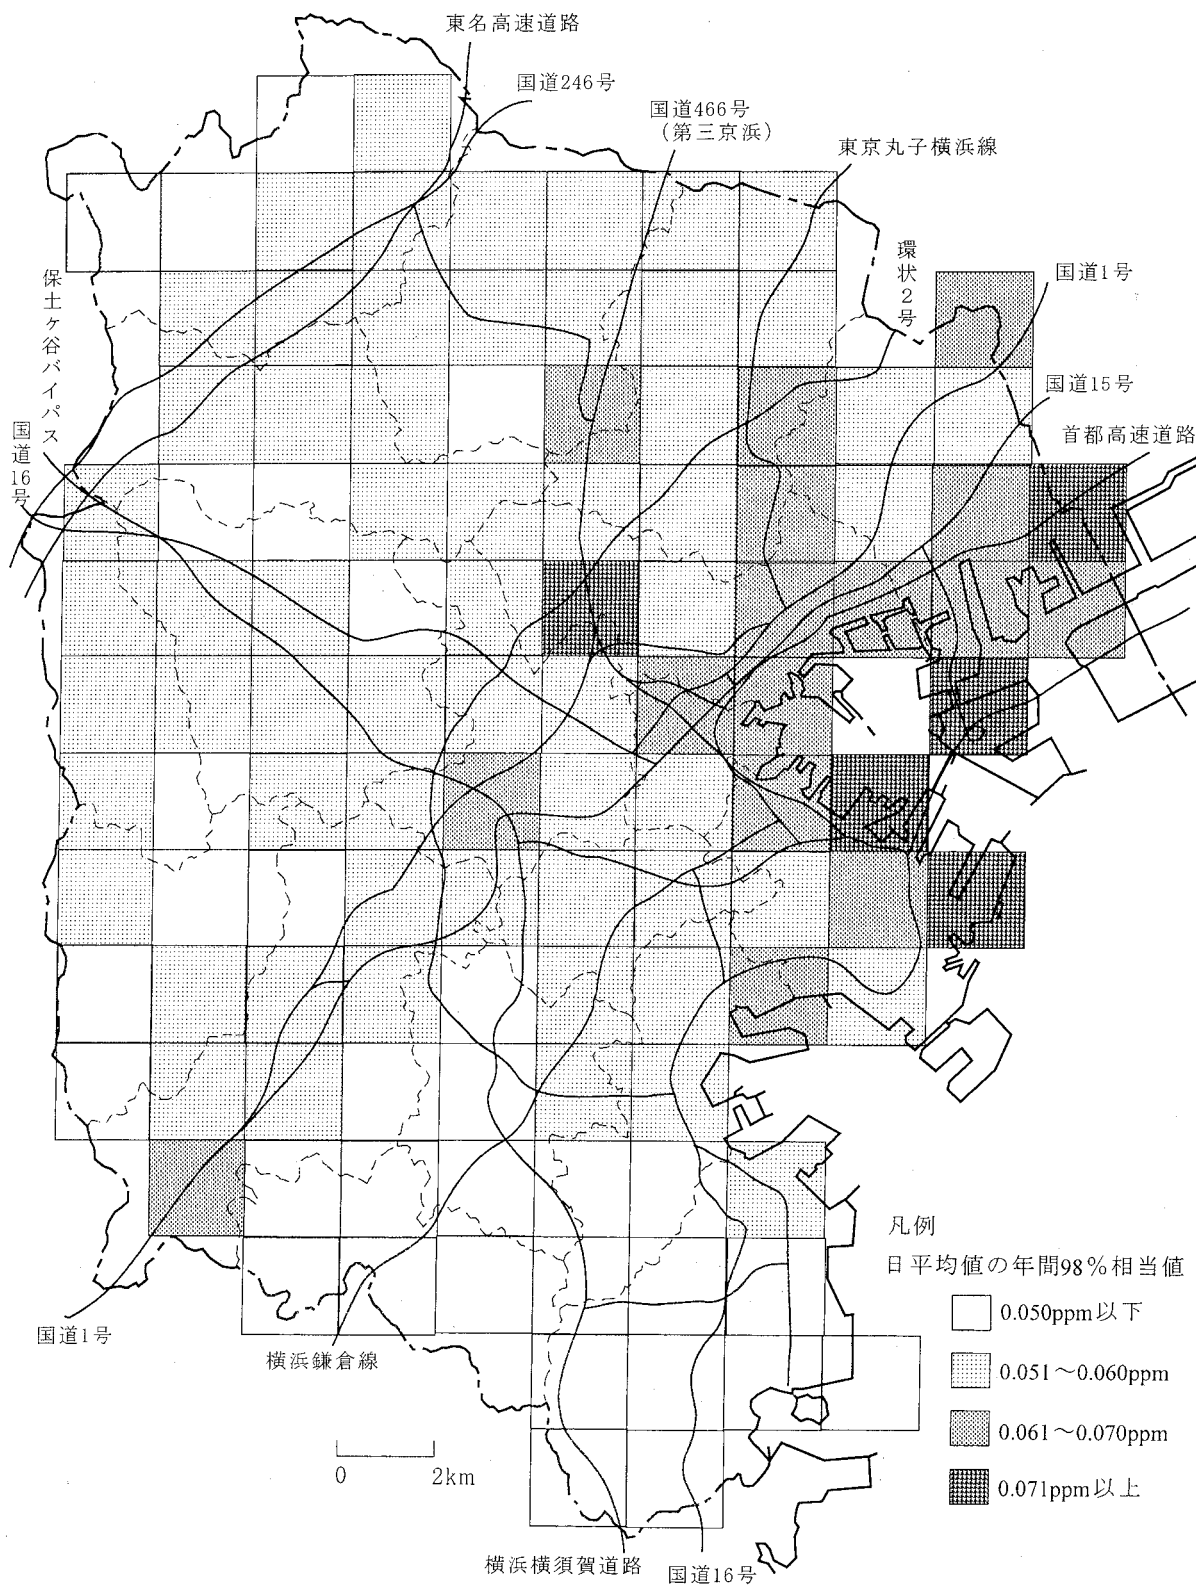 東名高速道路
国道246号
国道466号
(第三京浜)
東京丸子横浜線
環状2号
国道1号
保土ヶ谷バイパス
国道15号
国道16号
首都高速道路
凡例
日平均値の年間98%相当値
0.050ppm以下
0.051～0.060ppm
0.061～0.070ppm
0.071ppm以上
国道1号
横浜鎌倉線
0 2km
横浜横須賀道路
国道16号